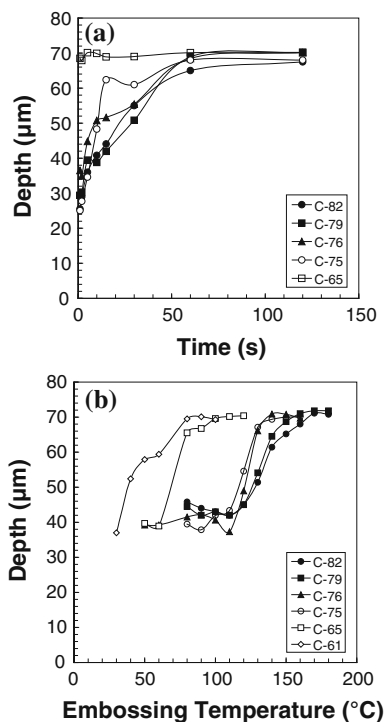 (a)
80
70
60
50
40
30
20
10
0
Depth (µm)
C-82
C-79
C-76
C-75
C-65
0 50 100 150
Time (s)
(b)
80
70
60
50
40
30
20
10
0
Depth (µm)
C-82
C-79
C-76
C-75
C-65
C-61
0 50 100 150 200
Embossing Temperature (°C)